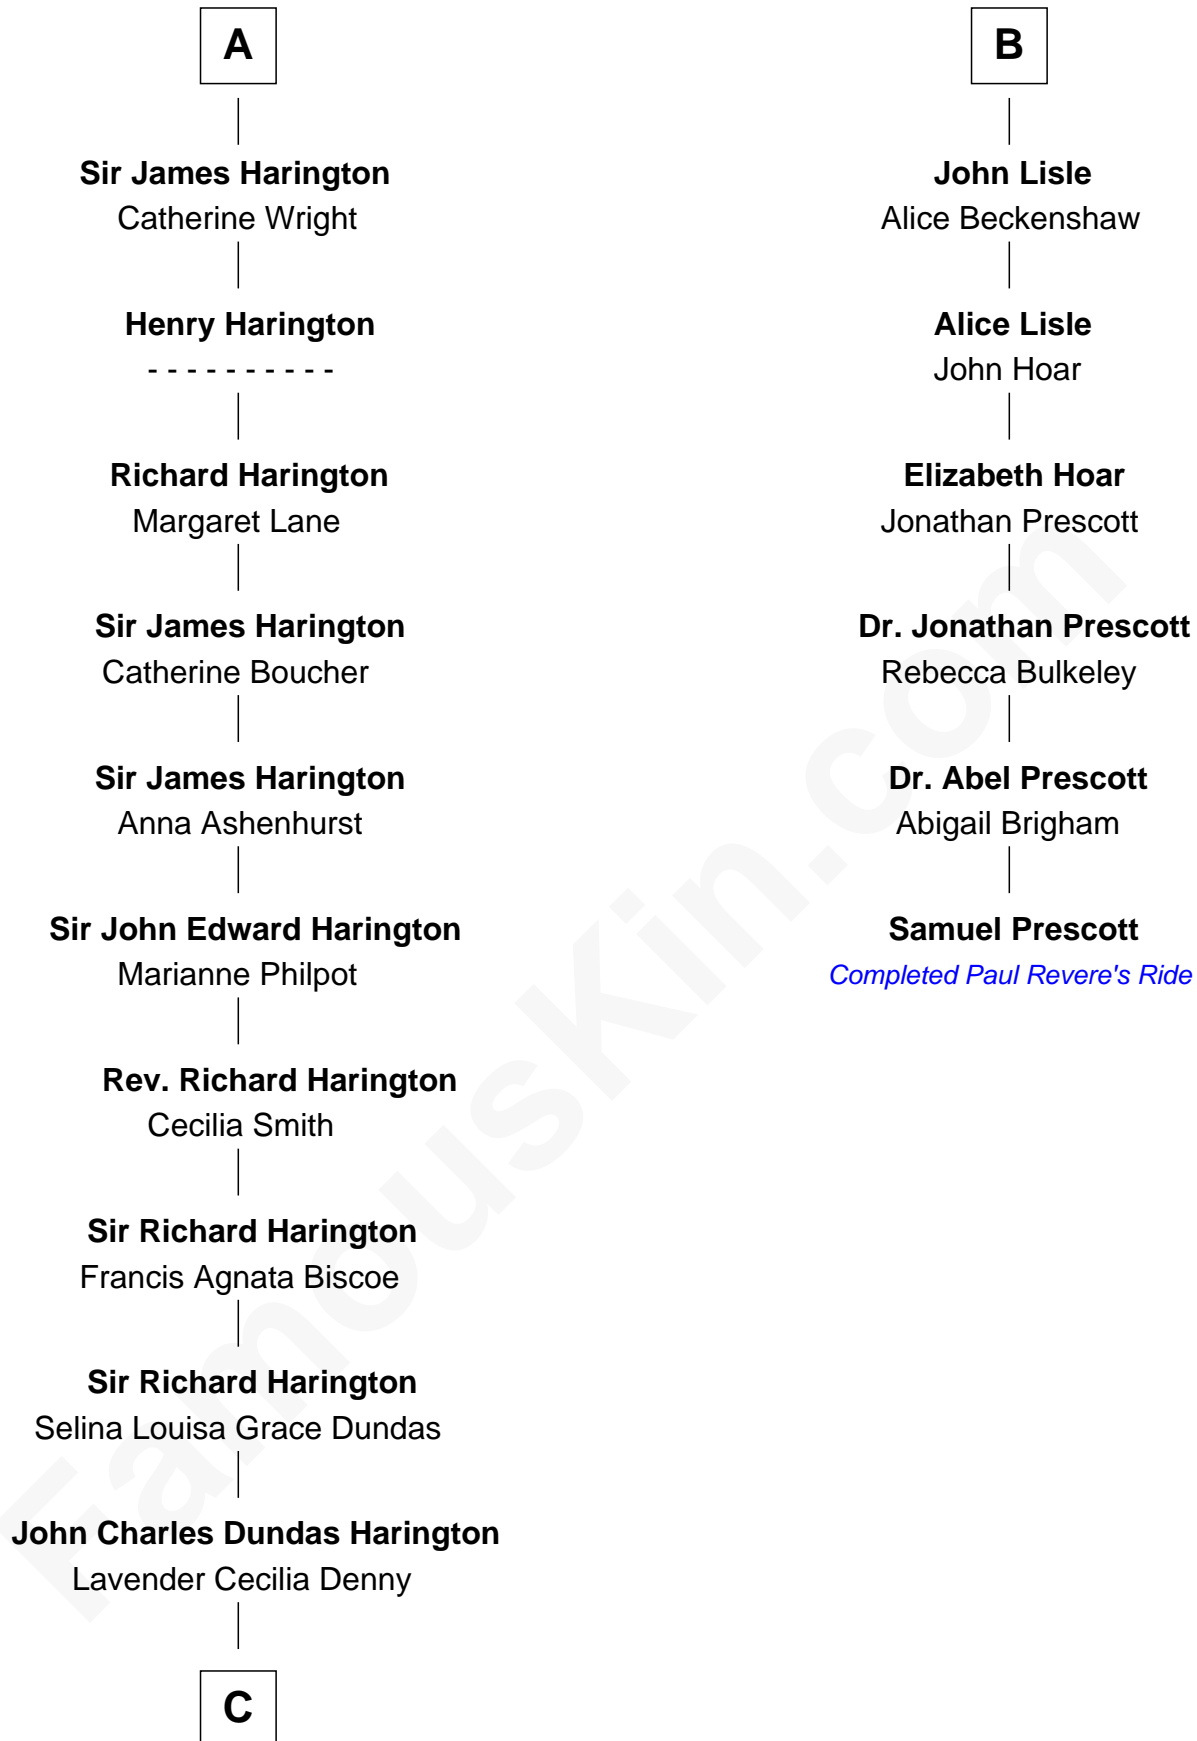 A
Sir James Harington
Catherine Wright
Henry Harington
- - - - - - - - - -
Richard Harington
Margaret Lane
Sir James Harington
Catherine Boucher
Sir James Harington
Anna Ashenhurst
Sir John Edward Harington
Marianne Philpot
Rev. Richard Harington
Cecilia Smith
Sir Richard Harington
Francis Agnata Biscoe
Sir Richard Harington
Selina Louisa Grace Dundas
John Charles Dundas Harington
Lavender Cecilia Denny
C
B
John Lisle
Alice Beckenshaw
Alice Lisle
John Hoar
Elizabeth Hoar
Jonathan Prescott
Dr. Jonathan Prescott
Rebecca Bulkeley
Dr. Abel Prescott
Abigail Brigham
Samuel Prescott
Completed Paul Revere's Ride
FamousKin.com